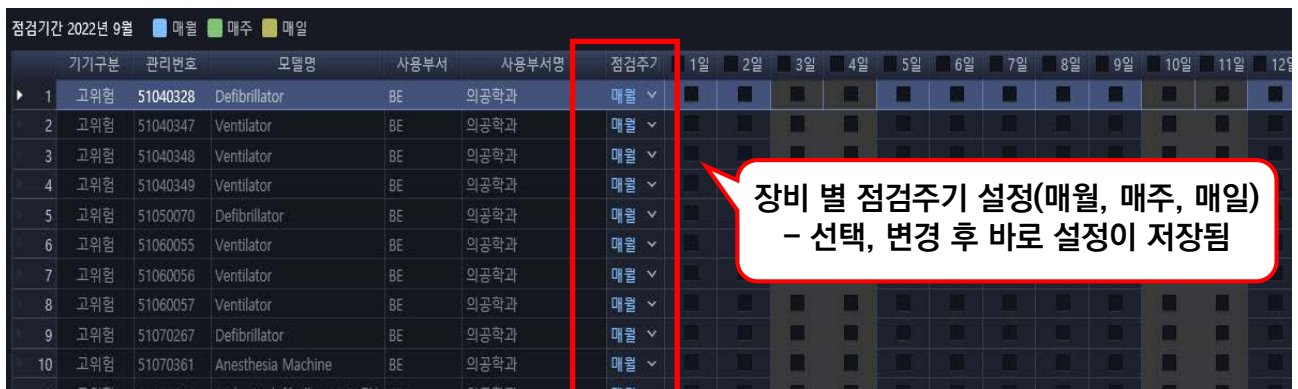 점검기간 2022년 9월 매월 매주 매일
기기구분 관리번호 모델명 사용부서 사용부서명 점검주기 1일 2일 3일 4일 5일 6일 7일 8일 9일 10일 11일 12일
1 고위험 51040328 Defibrillator BE 의공학과 매월
2 고위험 51040347 Ventilator BE 의공학과 매월
3 고위험 51040348 Ventilator BE 의공학과 매월
4 고위험 51040349 Ventilator BE 의공학과 매월
5 고위험 51050070 Defibrillator BE 의공학과 매월
6 고위험 51060055 Ventilator BE 의공학과 매월
7 고위험 51060056 Ventilator BE 의공학과 매월
8 고위험 51060057 Ventilator BE 의공학과 매월
9 고위험 51070267 Defibrillator BE 의공학과 매월
10 고위험 51070361 Anesthesia Machine BE 의공학과 매월
장비 별 점검주기 설정(매월, 매주, 매일)
- 선택, 변경 후 바로 설정이 저장됨